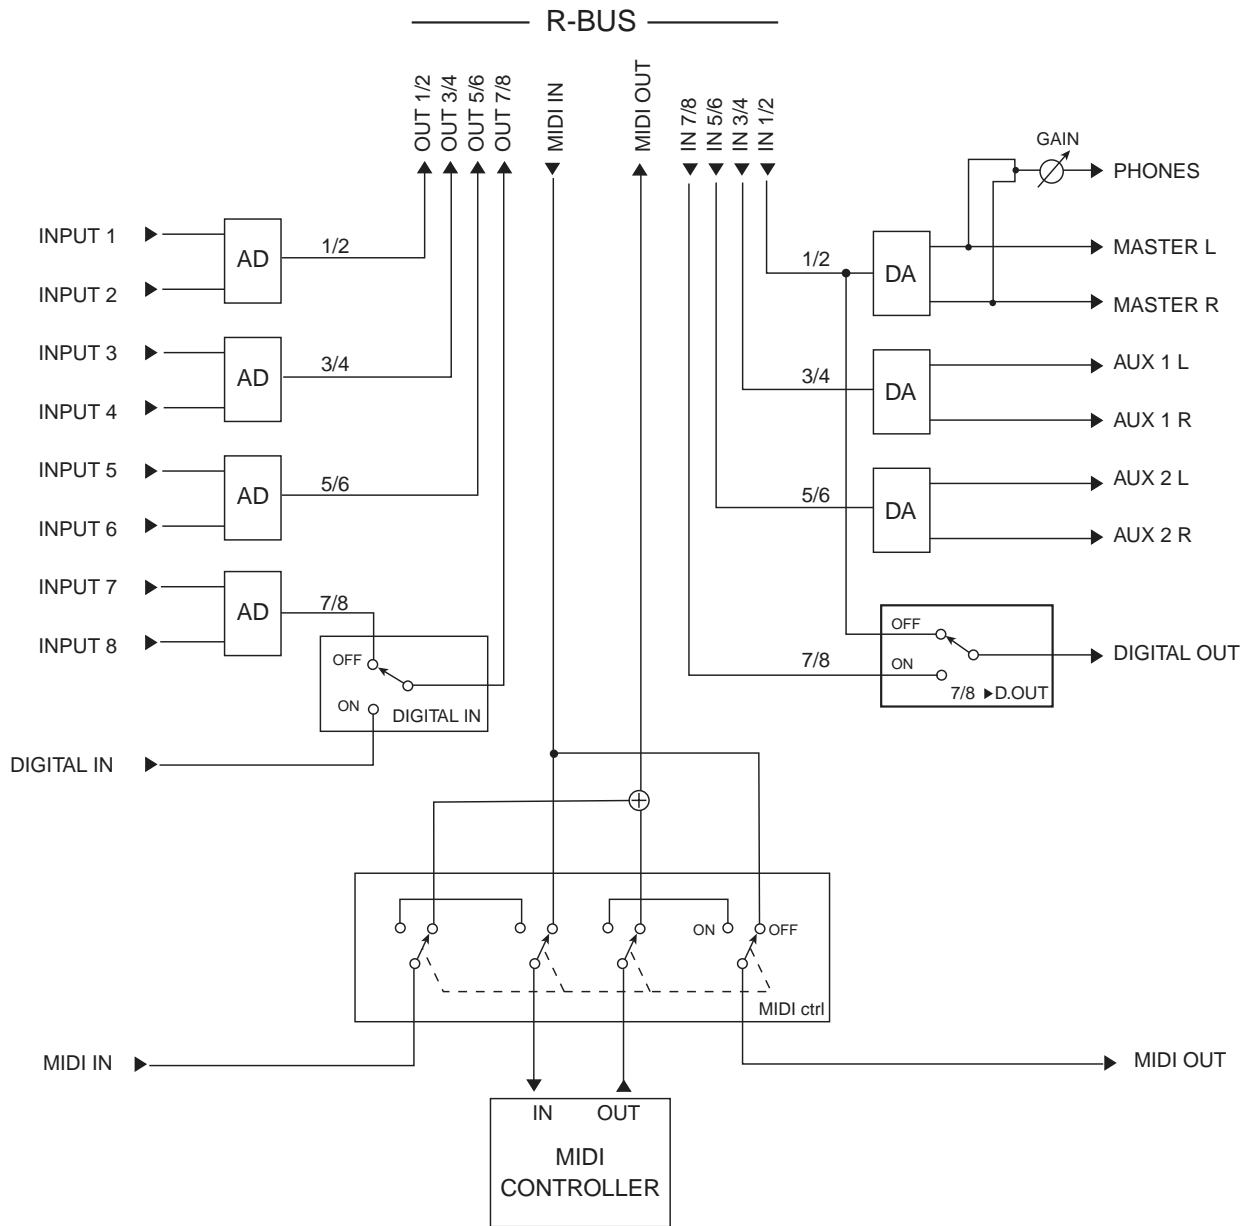 R-BUS
OUT 1/2
OUT 3/4
OUT 5/6
OUT 7/8
MIDI IN
MIDI OUT
IN 7/8
IN 5/6
IN 3/4
IN 1/2
GAIN
PHONES
INPUT 1
INPUT 2
AD
1/2
1/2
DA
MASTER L
MASTER R
INPUT 3
INPUT 4
AD
3/4
3/4
DA
AUX 1 L
AUX 1 R
INPUT 5
INPUT 6
AD
5/6
5/6
DA
AUX 2 L
AUX 2 R
INPUT 7
INPUT 8
AD
7/8
OFF
ON
DIGITAL IN
DIGITAL IN
7/8
OFF
ON
7/8 ▶D.OUT
DIGITAL OUT
ON
OFF
MIDI ctrl
MIDI IN
MIDI OUT
IN
OUT
MIDI
CONTROLLER